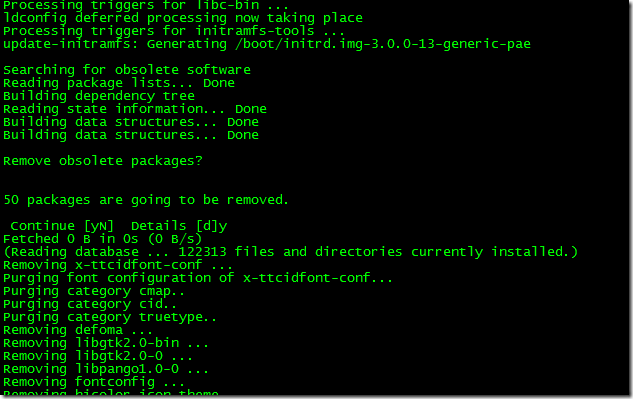 Processing triggers for libc-bin ...
ldconfig deferred processing now taking place
Processing triggers for initramfs-tools ...
update-initramfs: Generating /boot/initrd.img-3.0.0-13-generic-pae
Searching for obsolete software
Reading package lists... Done
Building dependency tree
Reading state information... Done
Building data structures... Done
Building data structures... Done
Remove obsolete packages?
50 packages are going to be removed.
Continue [yN]  Details [d]y
Fetched 0 B in 0s (0 B/s)
(Reading database ... 122313 files and directories currently installed.)
Removing x-ttcidfont-conf ...
Purging font configuration of x-ttcidfont-conf...
Purging category cmap..
Purging category cid..
Purging category truetype..
Removing defoma ...
Removing libgtk2.0-bin ...
Removing libgtk2.0-0 ...
Removing libpango1.0-0 ...
Removing fontconfig ...
Removing hicolor-icon-theme